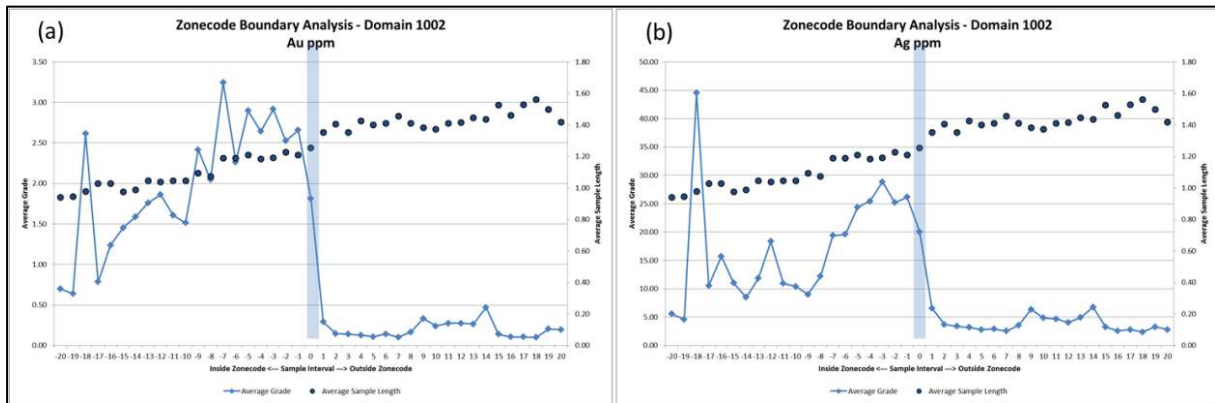 (a)
Zonecode Boundary Analysis - Domain 1002
Au ppm
3.50
3.00
2.50
2.00
1.50
1.00
0.50
0.00
Average Grade
1.80
1.60
1.40
1.20
1.00
0.80
0.60
0.40
0.20
0.00
Average Sample Length
-20 -19 -18 -17 -16 -15 -14 -13 -12 -11 -10 -9 -8 -7 -6 -5 -4 -3 -2 -1 0 1 2 3 4 5 6 7 8 9 10 11 12 13 14 15 16 17 18 19 20
Inside Zonecode <--- Sample Interval ---> Outside Zonecode
Average Grade Average Sample Length
(b)
Zonecode Boundary Analysis - Domain 1002
Ag ppm
50.00
45.00
40.00
35.00
30.00
25.00
20.00
15.00
10.00
5.00
0.00
Average Grade
1.80
1.60
1.40
1.20
1.00
0.80
0.60
0.40
0.20
0.00
Average Sample Length
-20 -19 -18 -17 -16 -15 -14 -13 -12 -11 -10 -9 -8 -7 -6 -5 -4 -3 -2 -1 0 1 2 3 4 5 6 7 8 9 10 11 12 13 14 15 16 17 18 19 20
Inside Zonecode <--- Sample Interval ---> Outside Zonecode
Average Grade Average Sample Length